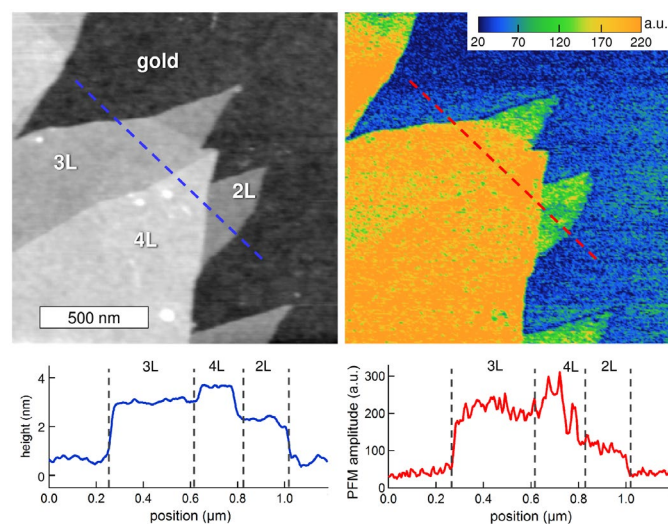 gold
3L
4L
2L
500 nm
a.u.
20 70 120 170 220
3L 4L 2L
height (nm)
4
2
0
0.0 0.2 0.4 0.6 0.8 1.0
position (µm)
3L 4L 2L
PFM amplitude (a.u.)
300
200
100
0
0.0 0.2 0.4 0.6 0.8 1.0
position (µm)